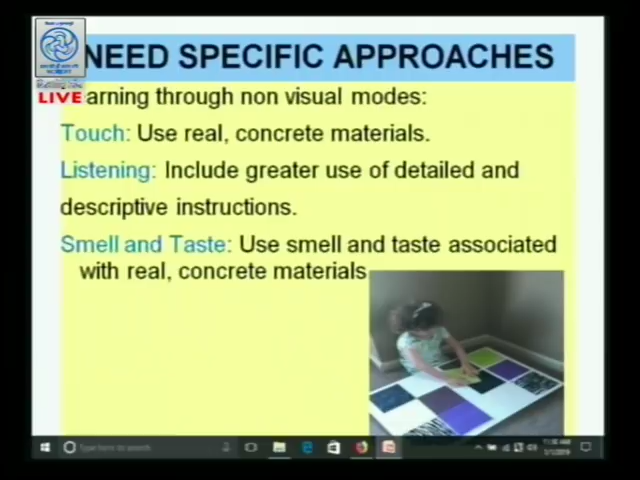 NEED SPECIFIC APPROACHES
LIVE
arning through non visual modes:
Touch: Use real, concrete materials.
Listening: Include greater use of detailed and
descriptive instructions.
Smell and Taste: Use smell and taste associated
with real, concrete materials
Type here to search